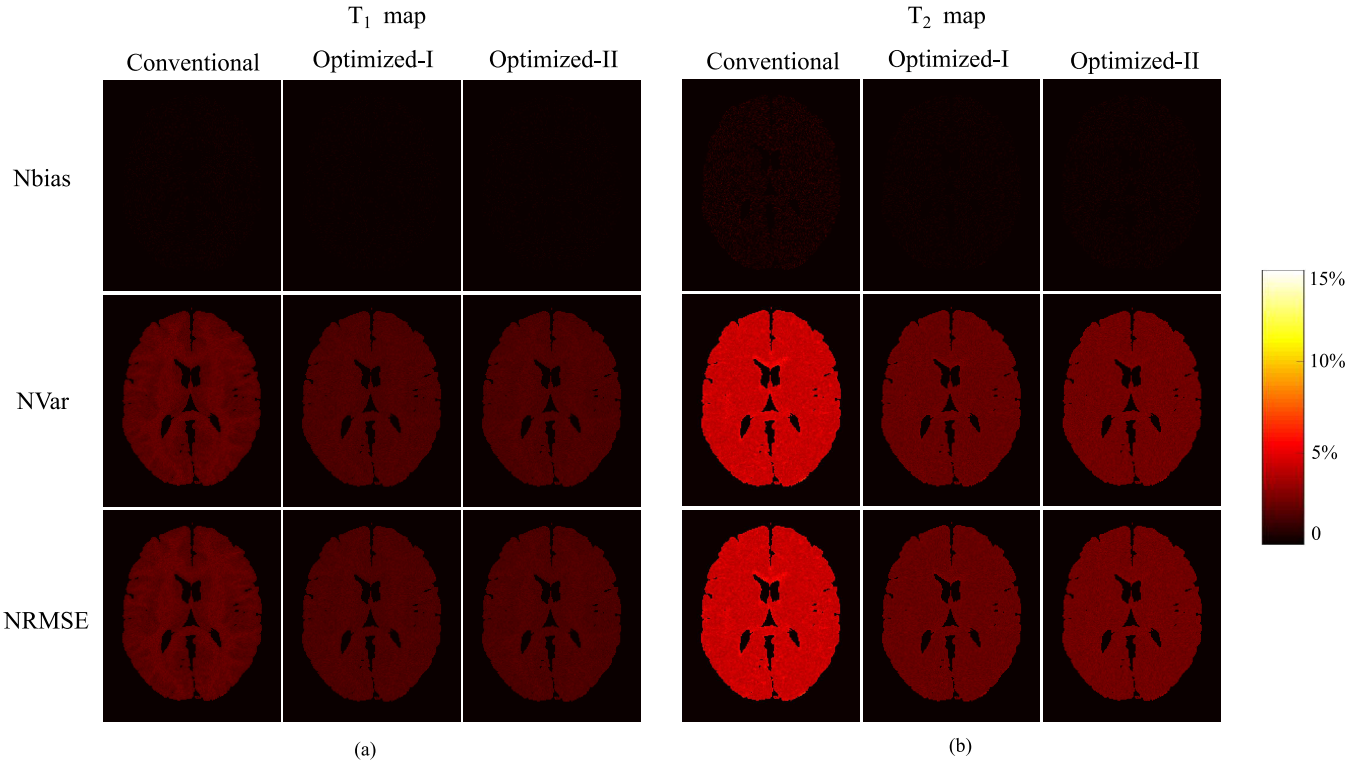 T₁ map
T₂ map
Conventional
Optimized-I
Optimized-II
Conventional
Optimized-I
Optimized-II
Nbias
NVar
NRMSE
15%
10%
5%
0
(a)
(b)